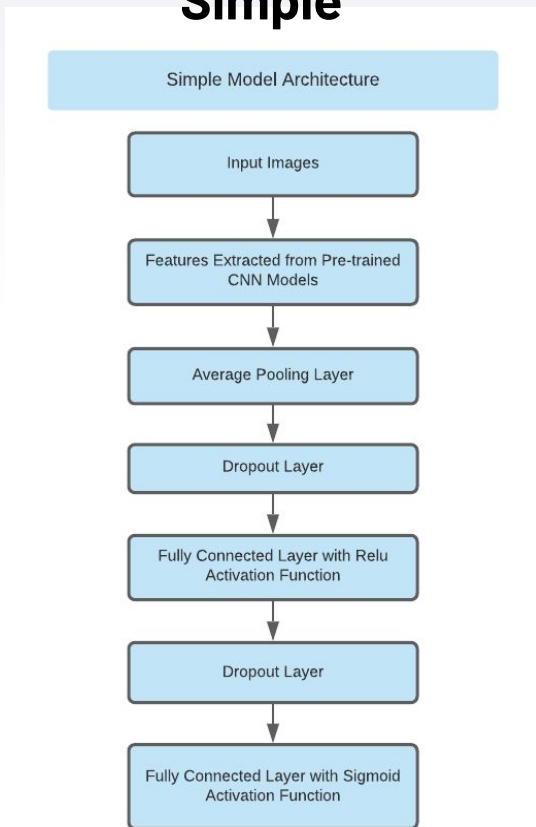 Simple
Simple Model Architecture
Input Images
Features Extracted from Pre-trained
CNN Models
Average Pooling Layer
Dropout Layer
Fully Connected Layer with Relu
Activation Function
Dropout Layer
Fully Connected Layer with Sigmoid
Activation Function